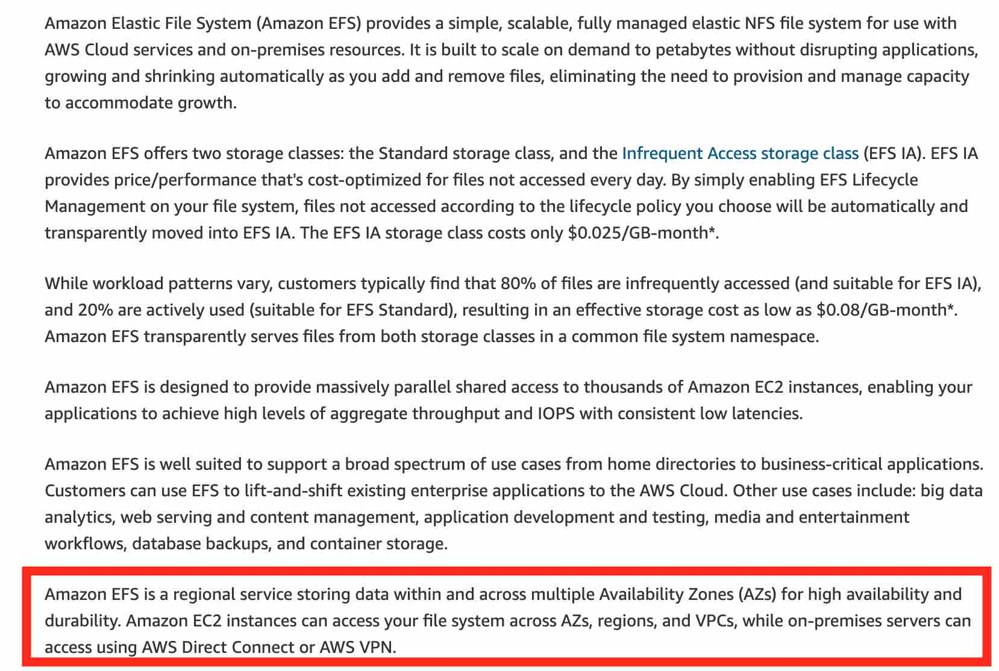 Amazon Elastic File System (Amazon EFS) provides a simple, scalable, fully managed elastic NFS file system for use with
AWS Cloud services and on-premises resources. It is built to scale on demand to petabytes without disrupting applications,
growing and shrinking automatically as you add and remove files, eliminating the need to provision and manage capacity
to accommodate growth.
Amazon EFS offers two storage classes: the Standard storage class, and the Infrequent Access storage class (EFS IA). EFS IA
provides price/performance that's cost-optimized for files not accessed every day. By simply enabling EFS Lifecycle
Management on your file system, files not accessed according to the lifecycle policy you choose will be automatically and
transparently moved into EFS IA. The EFS IA storage class costs only $0.025/GB-month*.
While workload patterns vary, customers typically find that 80% of files are infrequently accessed (and suitable for EFS IA),
and 20% are actively used (suitable for EFS Standard), resulting in an effective storage cost as low as $0.08/GB-month*.
Amazon EFS transparently serves files from both storage classes in a common file system namespace.
Amazon EFS is designed to provide massively parallel shared access to thousands of Amazon EC2 instances, enabling your
applications to achieve high levels of aggregate throughput and IOPS with consistent low latencies.
Amazon EFS is well suited to support a broad spectrum of use cases from home directories to business-critical applications.
Customers can use EFS to lift-and-shift existing enterprise applications to the AWS Cloud. Other use cases include: big data
analytics, web serving and content management, application development and testing, media and entertainment
workflows, database backups, and container storage.
Amazon EFS is a regional service storing data within and across multiple Availability Zones (AZs) for high availability and
durability. Amazon EC2 instances can access your file system across AZs, regions, and VPCs, while on-premises servers can
access using AWS Direct Connect or AWS VPN.